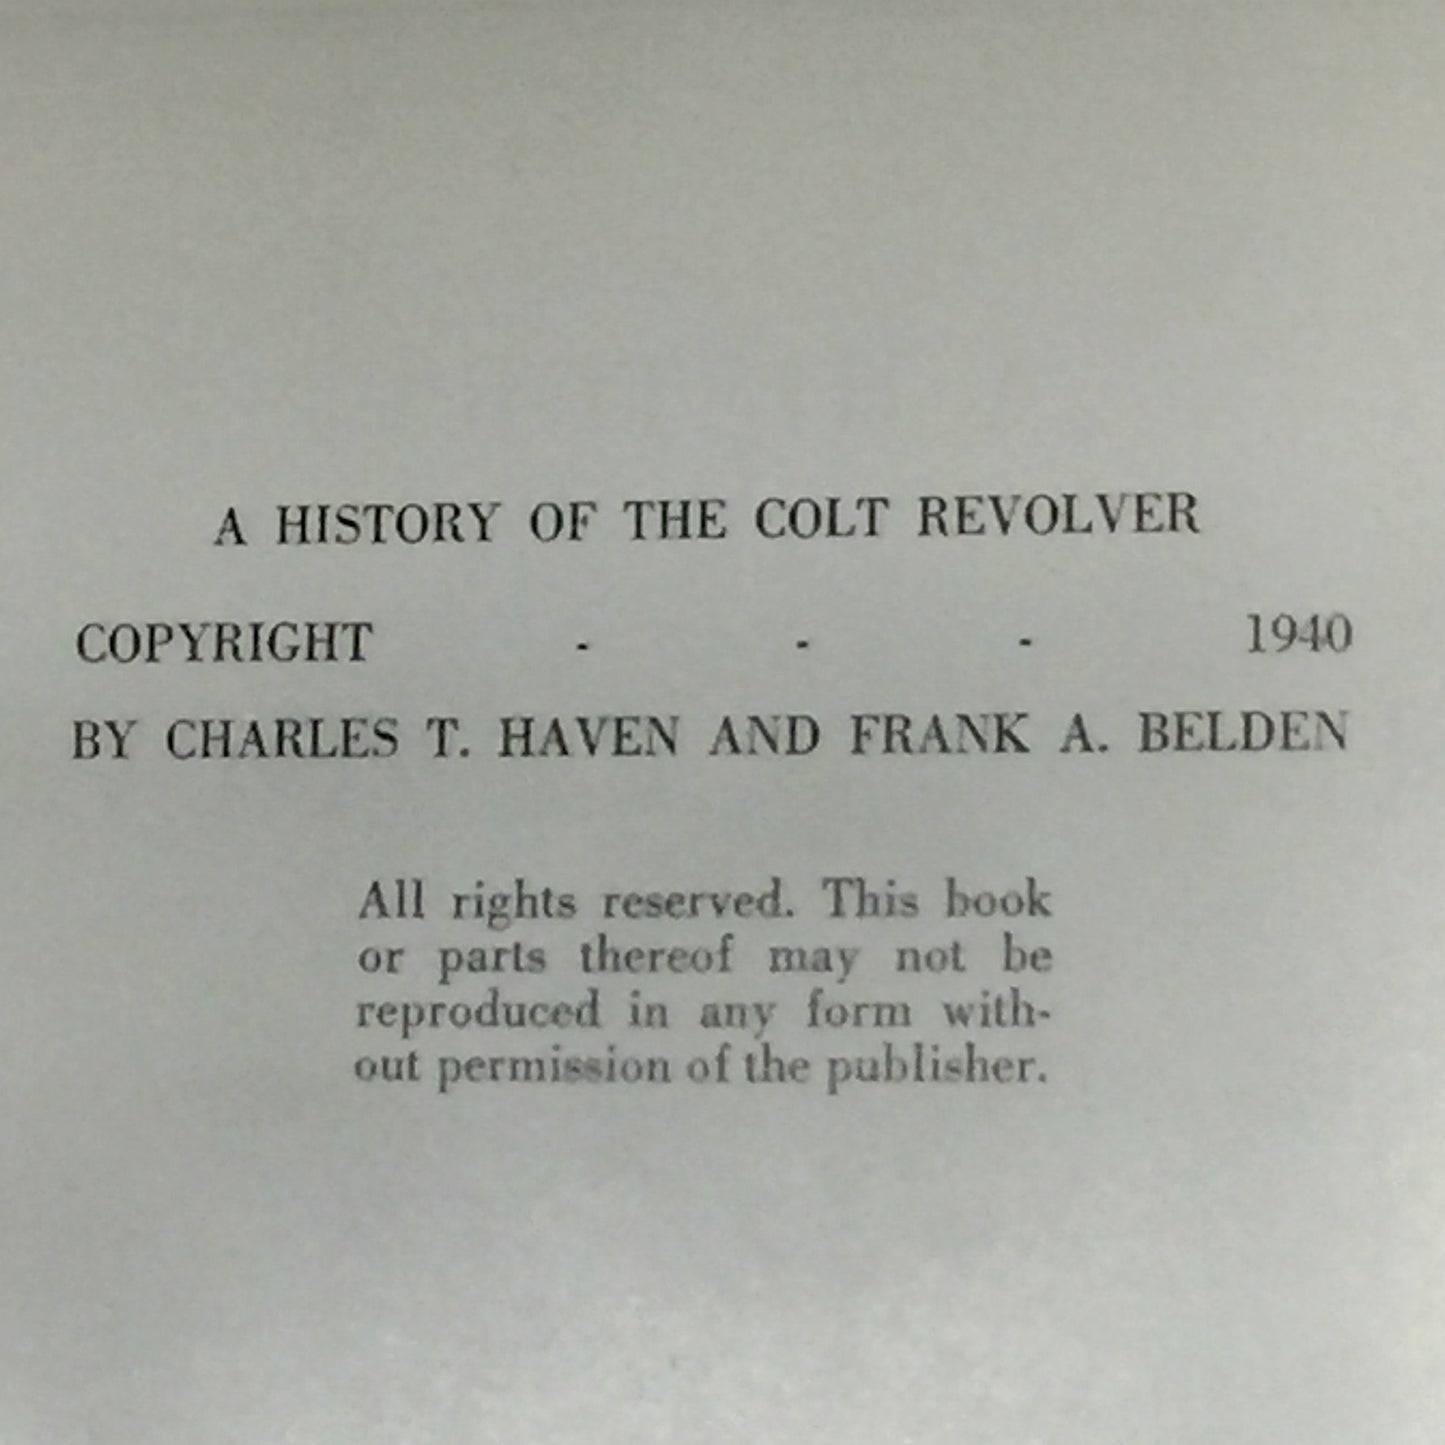 A HISTORY OF THE COLT REVOLVER
COPYRIGHT - - - 1940
BY CHARLES T. HAVEN AND FRANK A. BELDEN
All rights reserved. This book
or parts thereof may not be
reproduced in any form with-
out permission of the publisher.